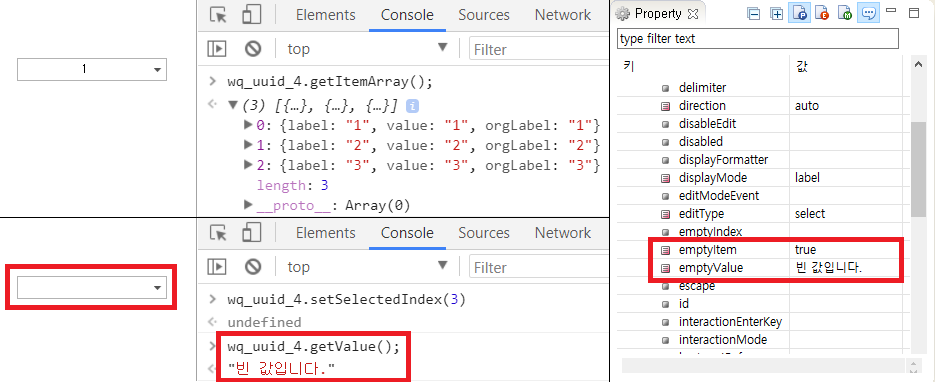 1
Elements Console Sources Network
top Filter
wq_uuid_4.getItemArray();
(3) [{…}, {…}, {…}]
0: {label: "1", value: "1", orgLabel: "1"}
1: {label: "2", value: "2", orgLabel: "2"}
2: {label: "3", value: "3", orgLabel: "3"}
length: 3
__proto__: Array(0)
Elements Console Sources Network
top Filter
wq_uuid_4.setSelectedIndex(3)
undefined
wq_uuid_4.getValue();
"빈 값입니다."
Property
type filter text
키 값
delimiter
direction auto
disableEdit
disabled
displayFormatter
displayMode label
editModeEvent
editType select
emptyIndex
emptyItem true
emptyValue 빈 값입니다.
escape
id
interactionEnterKey
interactionMode